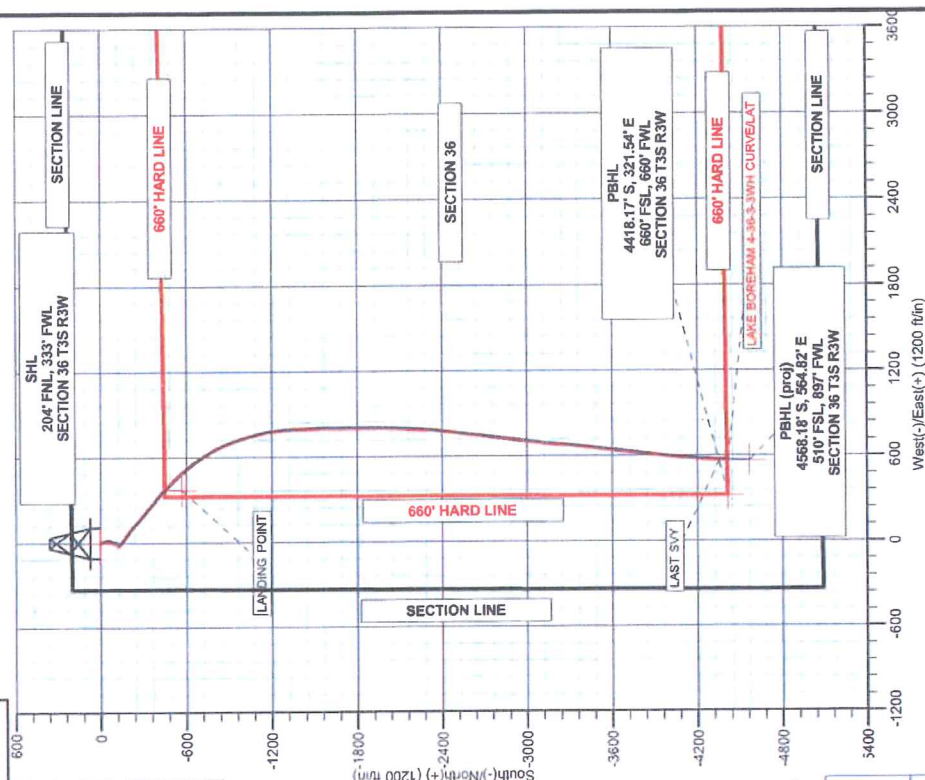 SHL
204' FNL, 333' FWL
SECTION 36 T3S R3W
SECTION LINE
660' HARD LINE
SECTION 36
PBHL
4418.17' S, 321.54' E
660' FSL, 660' FWL
SECTION 36 T3S R3W
660' HARD LINE
LAKE BOREHAM 4-36-3-3WH CURVE/LAT
SECTION LINE
PBHL (proj)
4568.18' S, 564.82' E
510' FSL, 897' FWL
SECTION 36 T3S R3W
LANDING POINT
660' HARD LINE
LAST SVY
SECTION LINE
600
0
-600
-1200
-1800
-2400
-3000
-3600
-4200
-4800
-5400
South(-)/North(+) (1200 ft/in)
-1200
-600
0
600
1200
1800
2400
3000
3600
West(-)/East(+) (1200 ft/in)